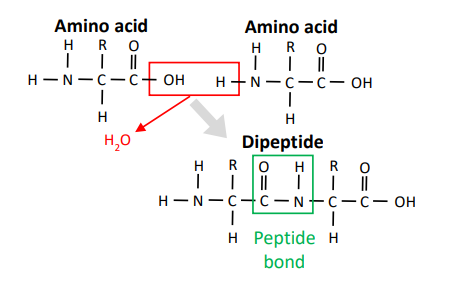 Amino acid Amino acid
H R O H R O
H N C C OH H N C C OH
H H
H₂O
Dipeptide
H R O H R O
H N C C N C C OH
H Peptide H
bond